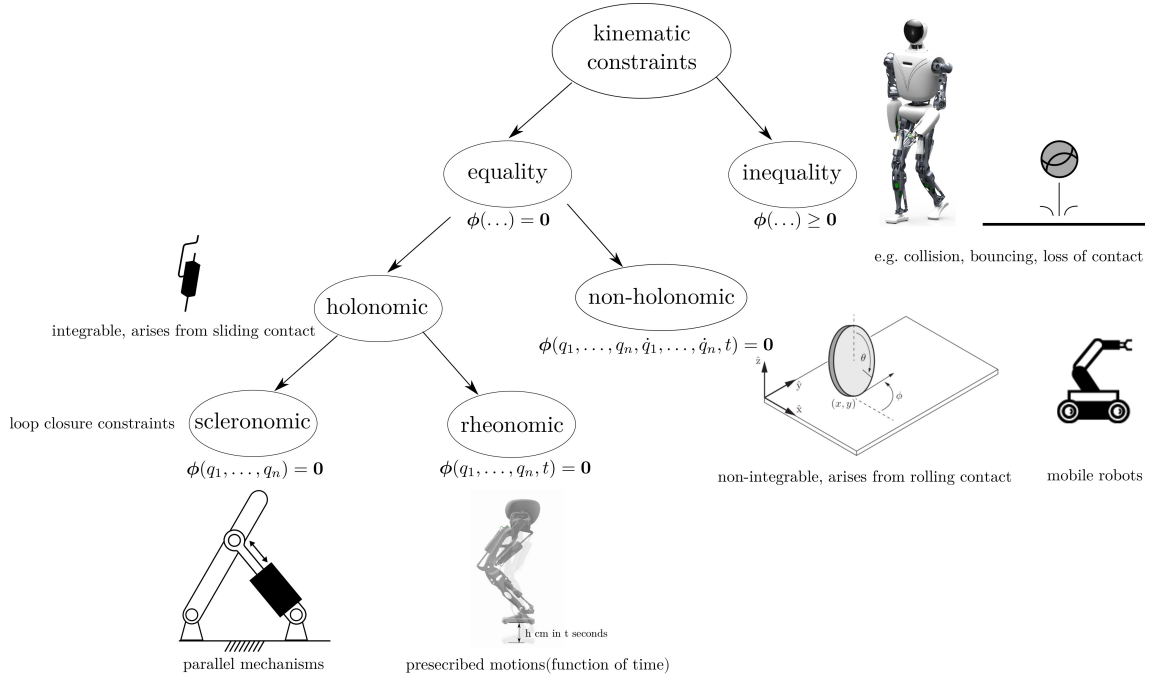 kinematic
constraints
equality
inequality
ϕ(…) = 0
ϕ(…) ≥ 0
e.g. collision, bouncing, loss of contact
holonomic
non-holonomic
integrable, arises from sliding contact
ϕ(q₁, …, qₙ, q̇₁, …, q̇ₙ, t) = 0
ẑ
ŷ
x̂
θ
ϕ
(x, y)
loop closure constraints
scleronomic
rheonomic
ϕ(q₁, …, qₙ) = 0
ϕ(q₁, …, qₙ, t) = 0
non-integrable, arises from rolling contact
mobile robots
h cm in t seconds
parallel mechanisms
presecribed motions(function of time)